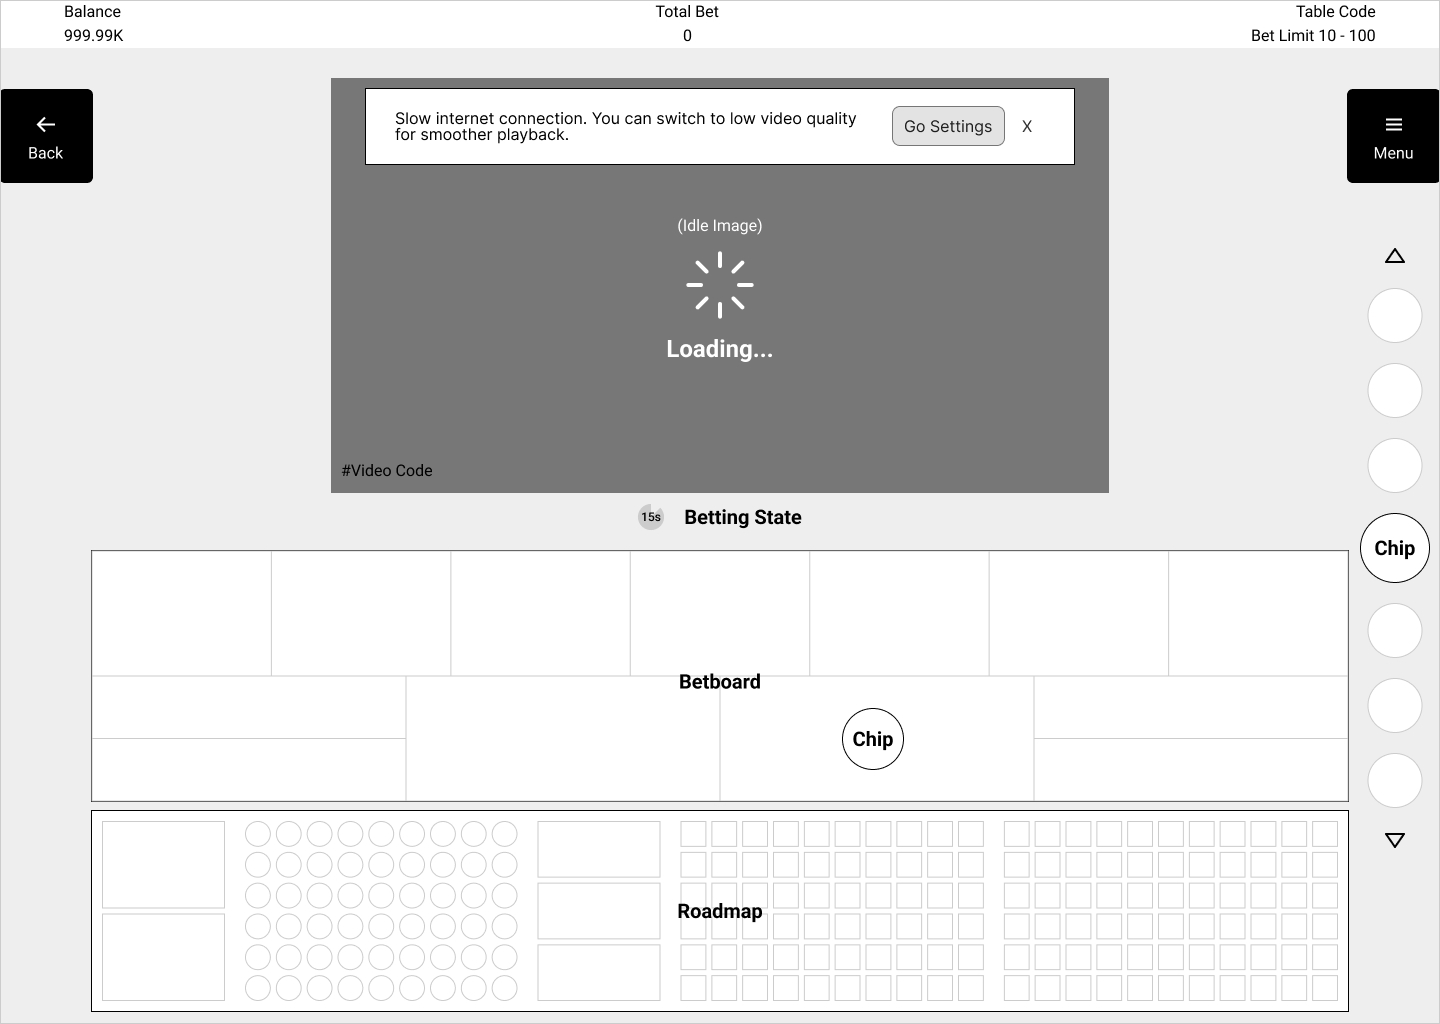 Balance
999.99K
Total Bet
0
Table Code
Bet Limit 10 - 100
Back
Slow internet connection. You can switch to low video quality
for smoother playback.
Go Settings
X
Menu
(Idle Image)
Loading...
#Video Code
15s
Betting State
Chip
Betboard
Chip
Roadmap